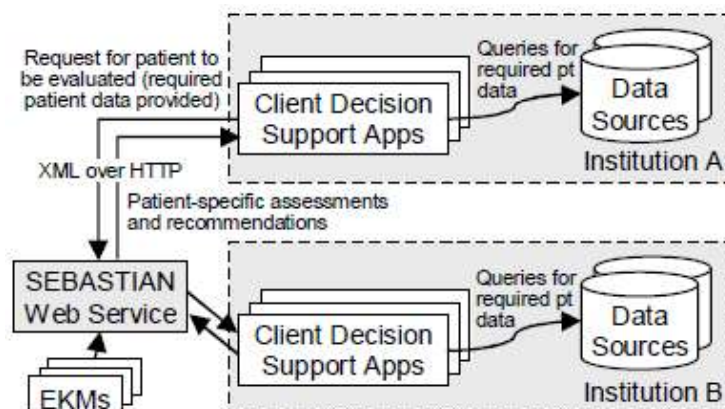 Request for patient to
be evaluated (required
patient data provided)
Client Decision
Support Apps
Queries for
required pt
data
Data
Sources
Institution A
XML over HTTP
Patient-specific assessments
and recommendations
SEBASTIAN
Web Service
EKMs
Client Decision
Support Apps
Queries for
required pt
data
Data
Sources
Institution B